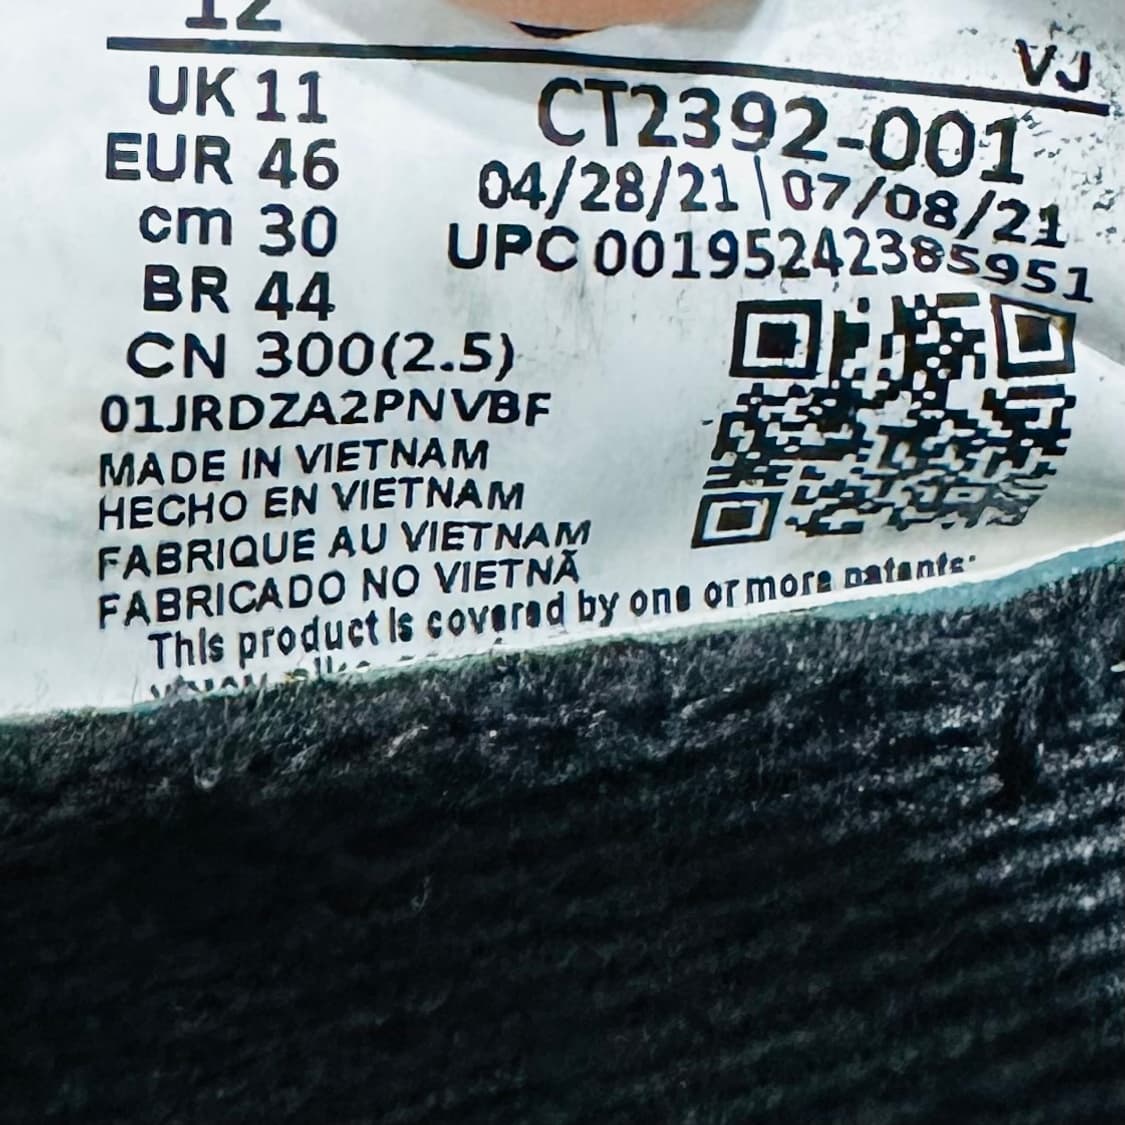 12
VJ
UK 11
EUR 46
cm 30
BR 44
CN 300(2.5)
CT2392-001
04/28/21 | 07/08/21
UPC 00195242385951
01JRDZA2PNVBF
MADE IN VIETNAM
HECHO EN VIETNAM
FABRIQUE AU VIETNAM
FABRICADO NO VIETNÃ
This product is covered by one or more patents.